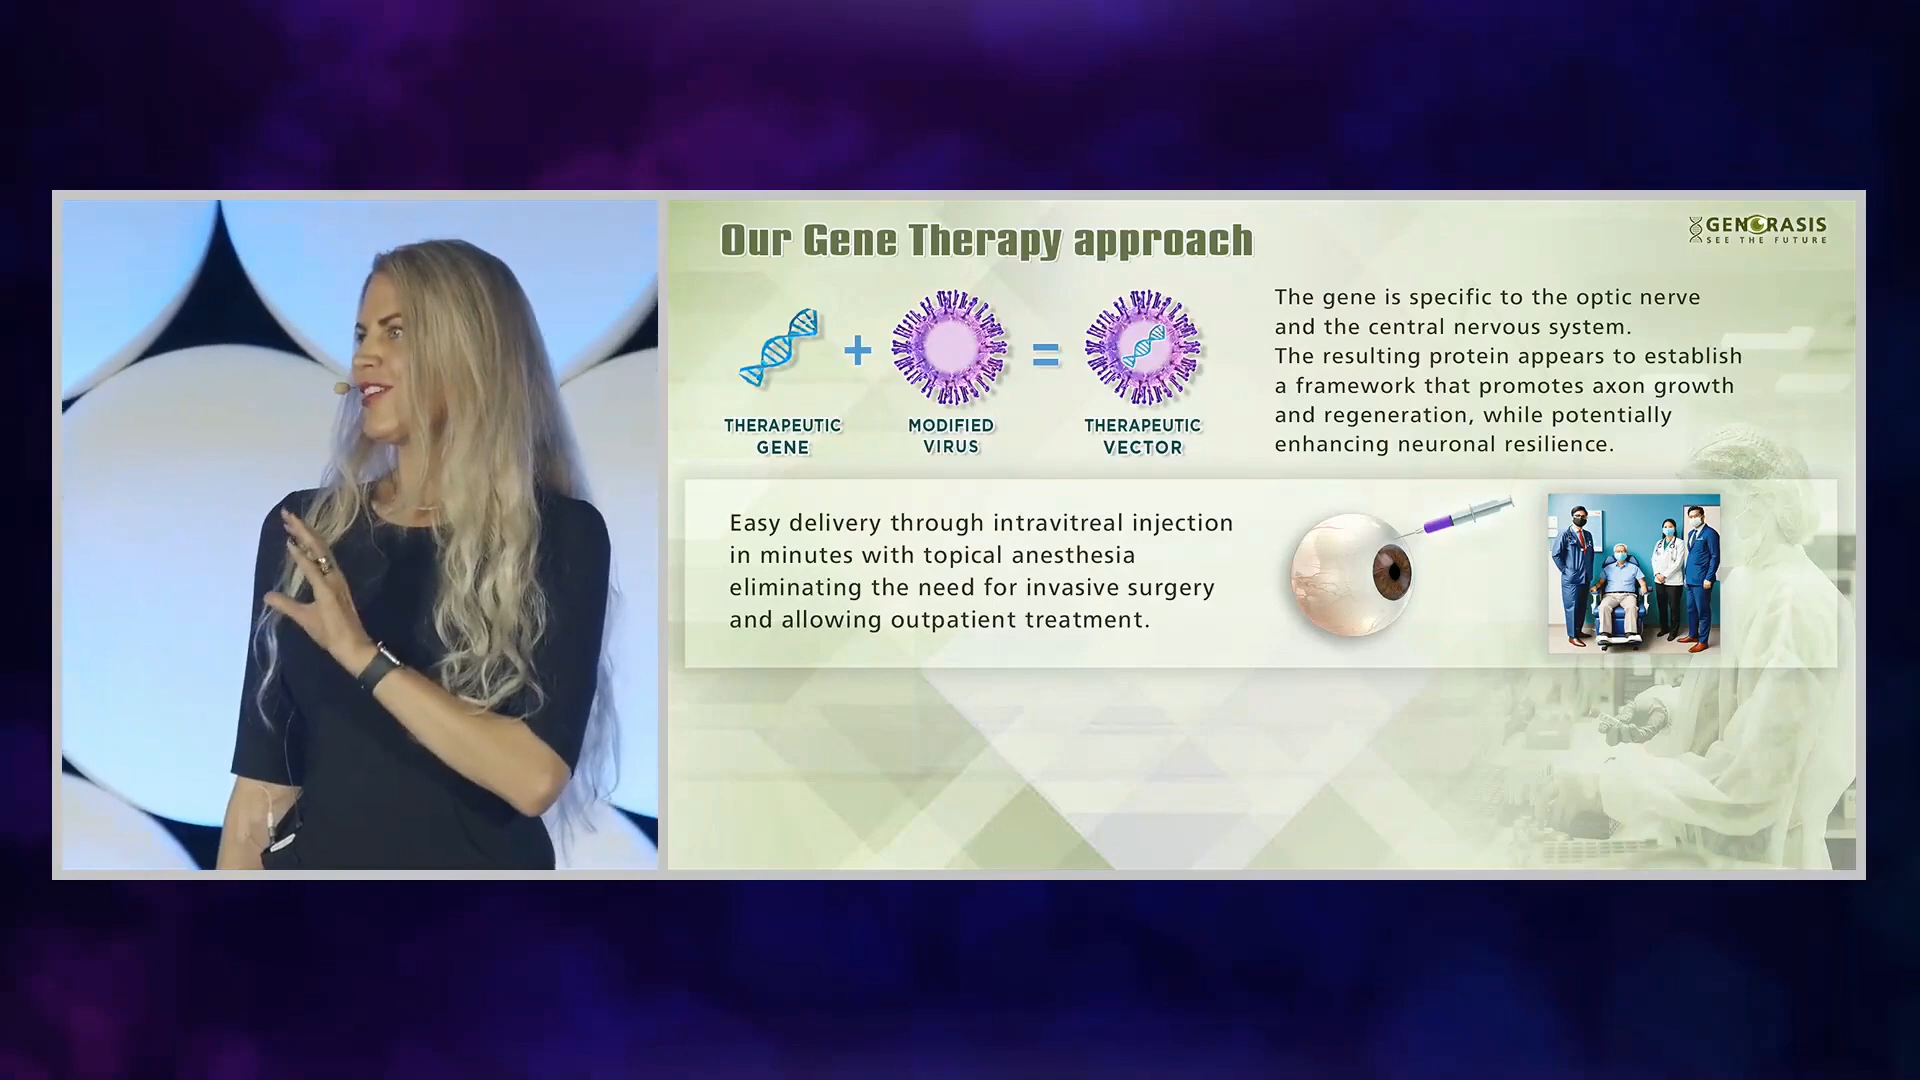 Our Gene Therapy approach
GENORASIS
SEE THE FUTURE
THERAPEUTIC
GENE
+
MODIFIED
VIRUS
=
THERAPEUTIC
VECTOR
The gene is specific to the optic nerve
and the central nervous system.
The resulting protein appears to establish
a framework that promotes axon growth
and regeneration, while potentially
enhancing neuronal resilience.
Easy delivery through intravitreal injection
in minutes with topical anesthesia
eliminating the need for invasive surgery
and allowing outpatient treatment.